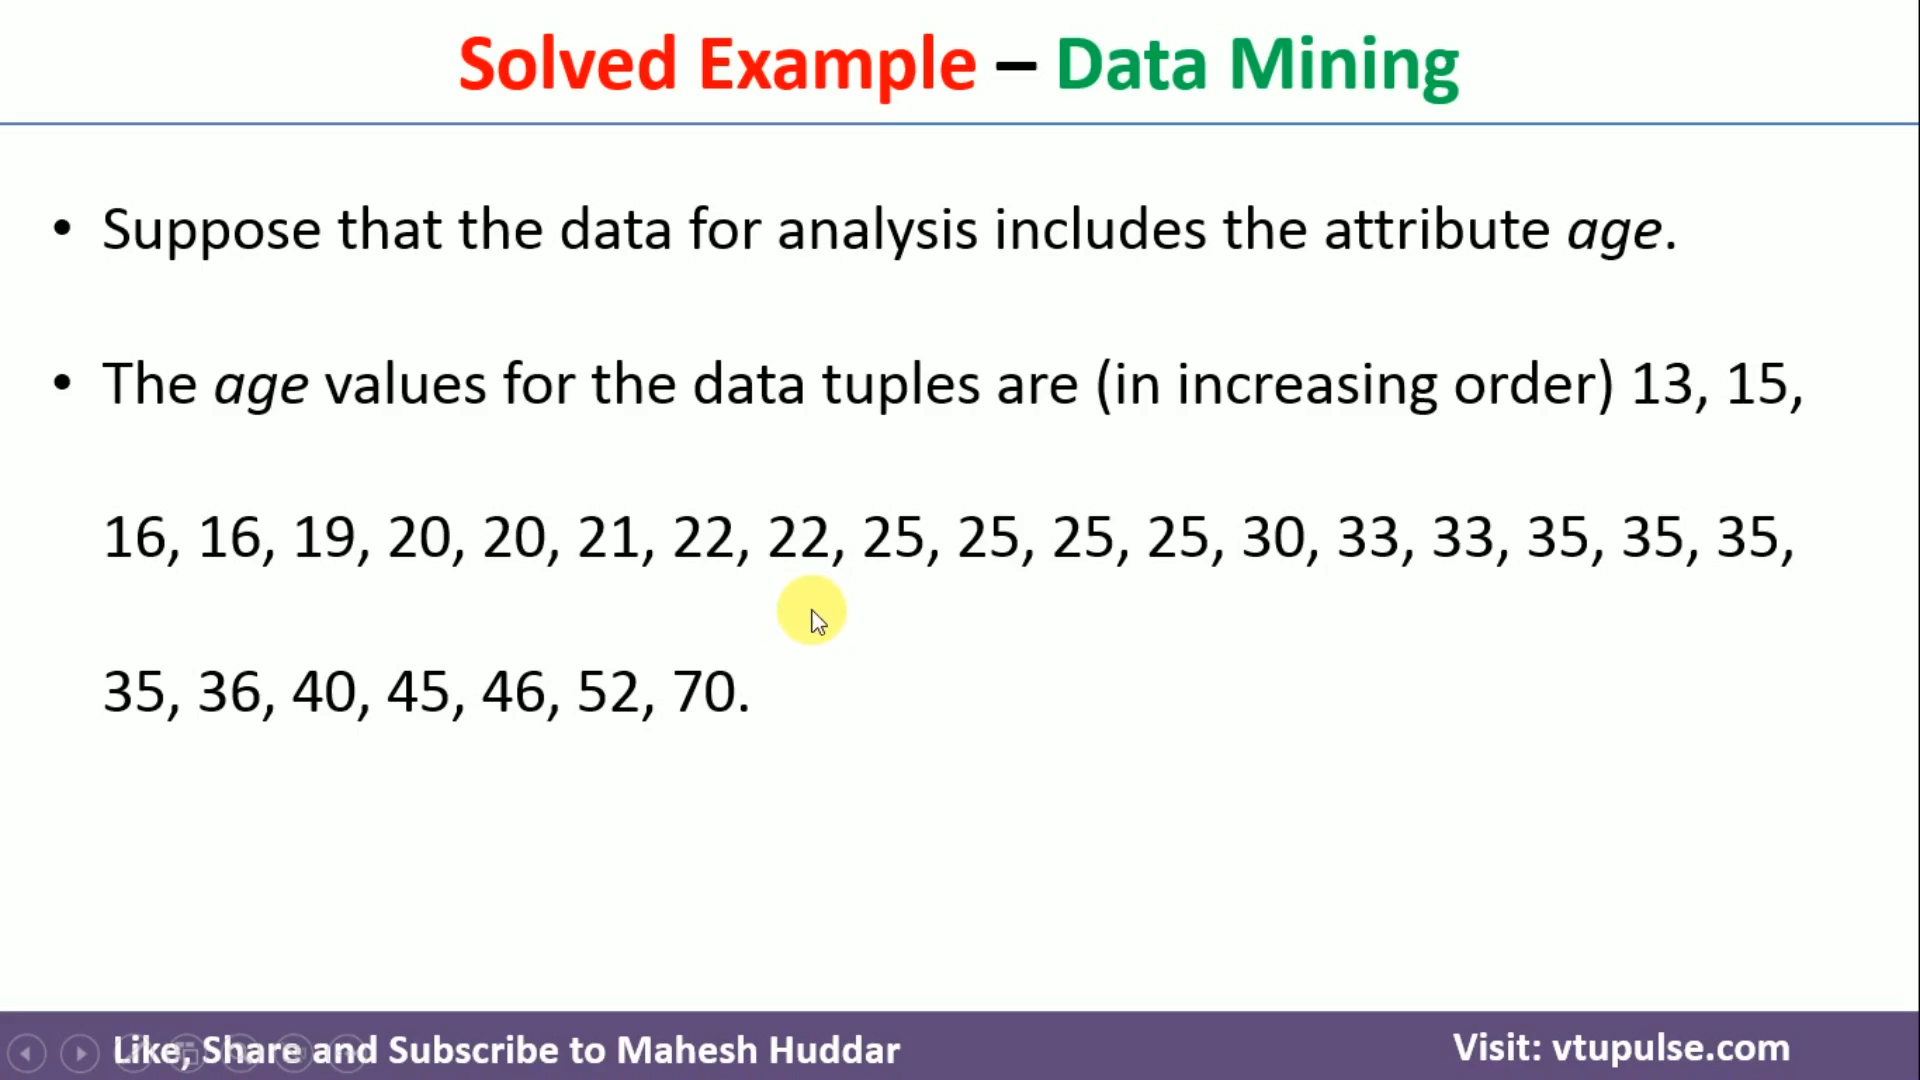 Solved Example – Data Mining
• Suppose that the data for analysis includes the attribute age.
• The age values for the data tuples are (in increasing order) 13, 15,
16, 16, 19, 20, 20, 21, 22, 22, 25, 25, 25, 25, 30, 33, 33, 35, 35, 35,
35, 36, 40, 45, 46, 52, 70.
Like, Share and Subscribe to Mahesh Huddar
Visit: vtupulse.com